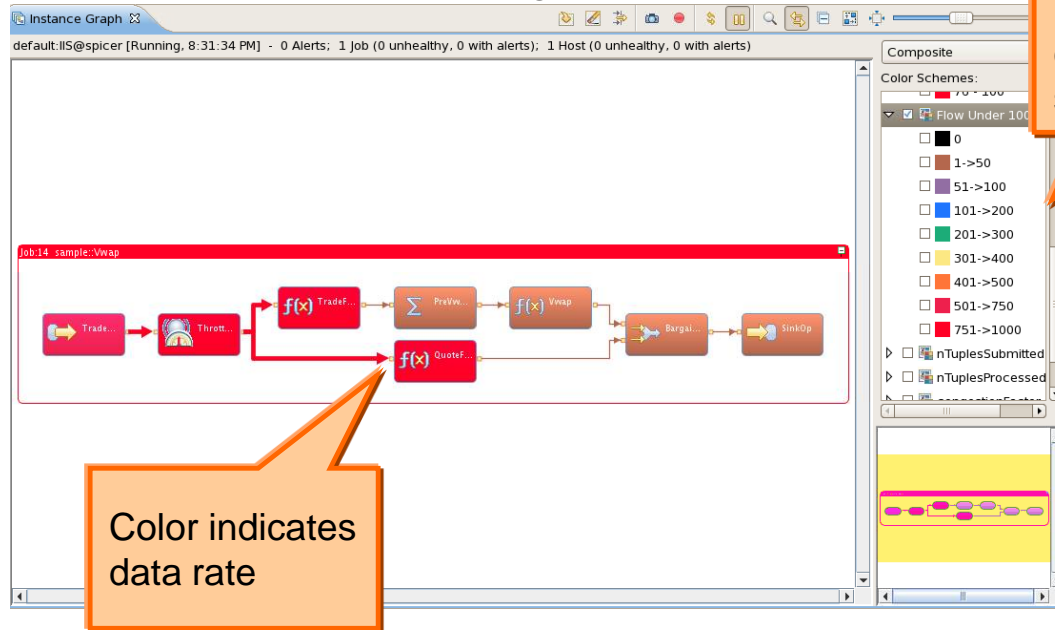 Instance Graph
default:IIS@spicer [Running, 8:31:34 PM] - 0 Alerts; 1 Job (0 unhealthy, 0 with alerts); 1 Host (0 unhealthy, 0 with alerts)
Composite
Color Schemes:
76 - 100
Flow Under 100
0
1->50
51->100
101->200
201->300
301->400
401->500
501->750
751->1000
nTuplesSubmitted
nTuplesProcessed
congestionFactor
Job:14 sample::Vwap
Trade...
Thrott...
f(x) TradeF...
Σ PreVw...
f(x) Vwap
f(x) QuoteF...
Bargai...
SinkOp
Color indicates
data rate